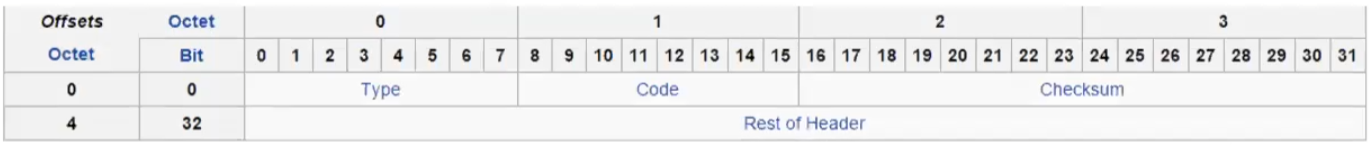 Offsets Octet 0 1 2 3
Octet Bit 0 1 2 3 4 5 6 7 8 9 10 11 12 13 14 15 16 17 18 19 20 21 22 23 24 25 26 27 28 29 30 31
0 0 Type Code Checksum
4 32 Rest of Header